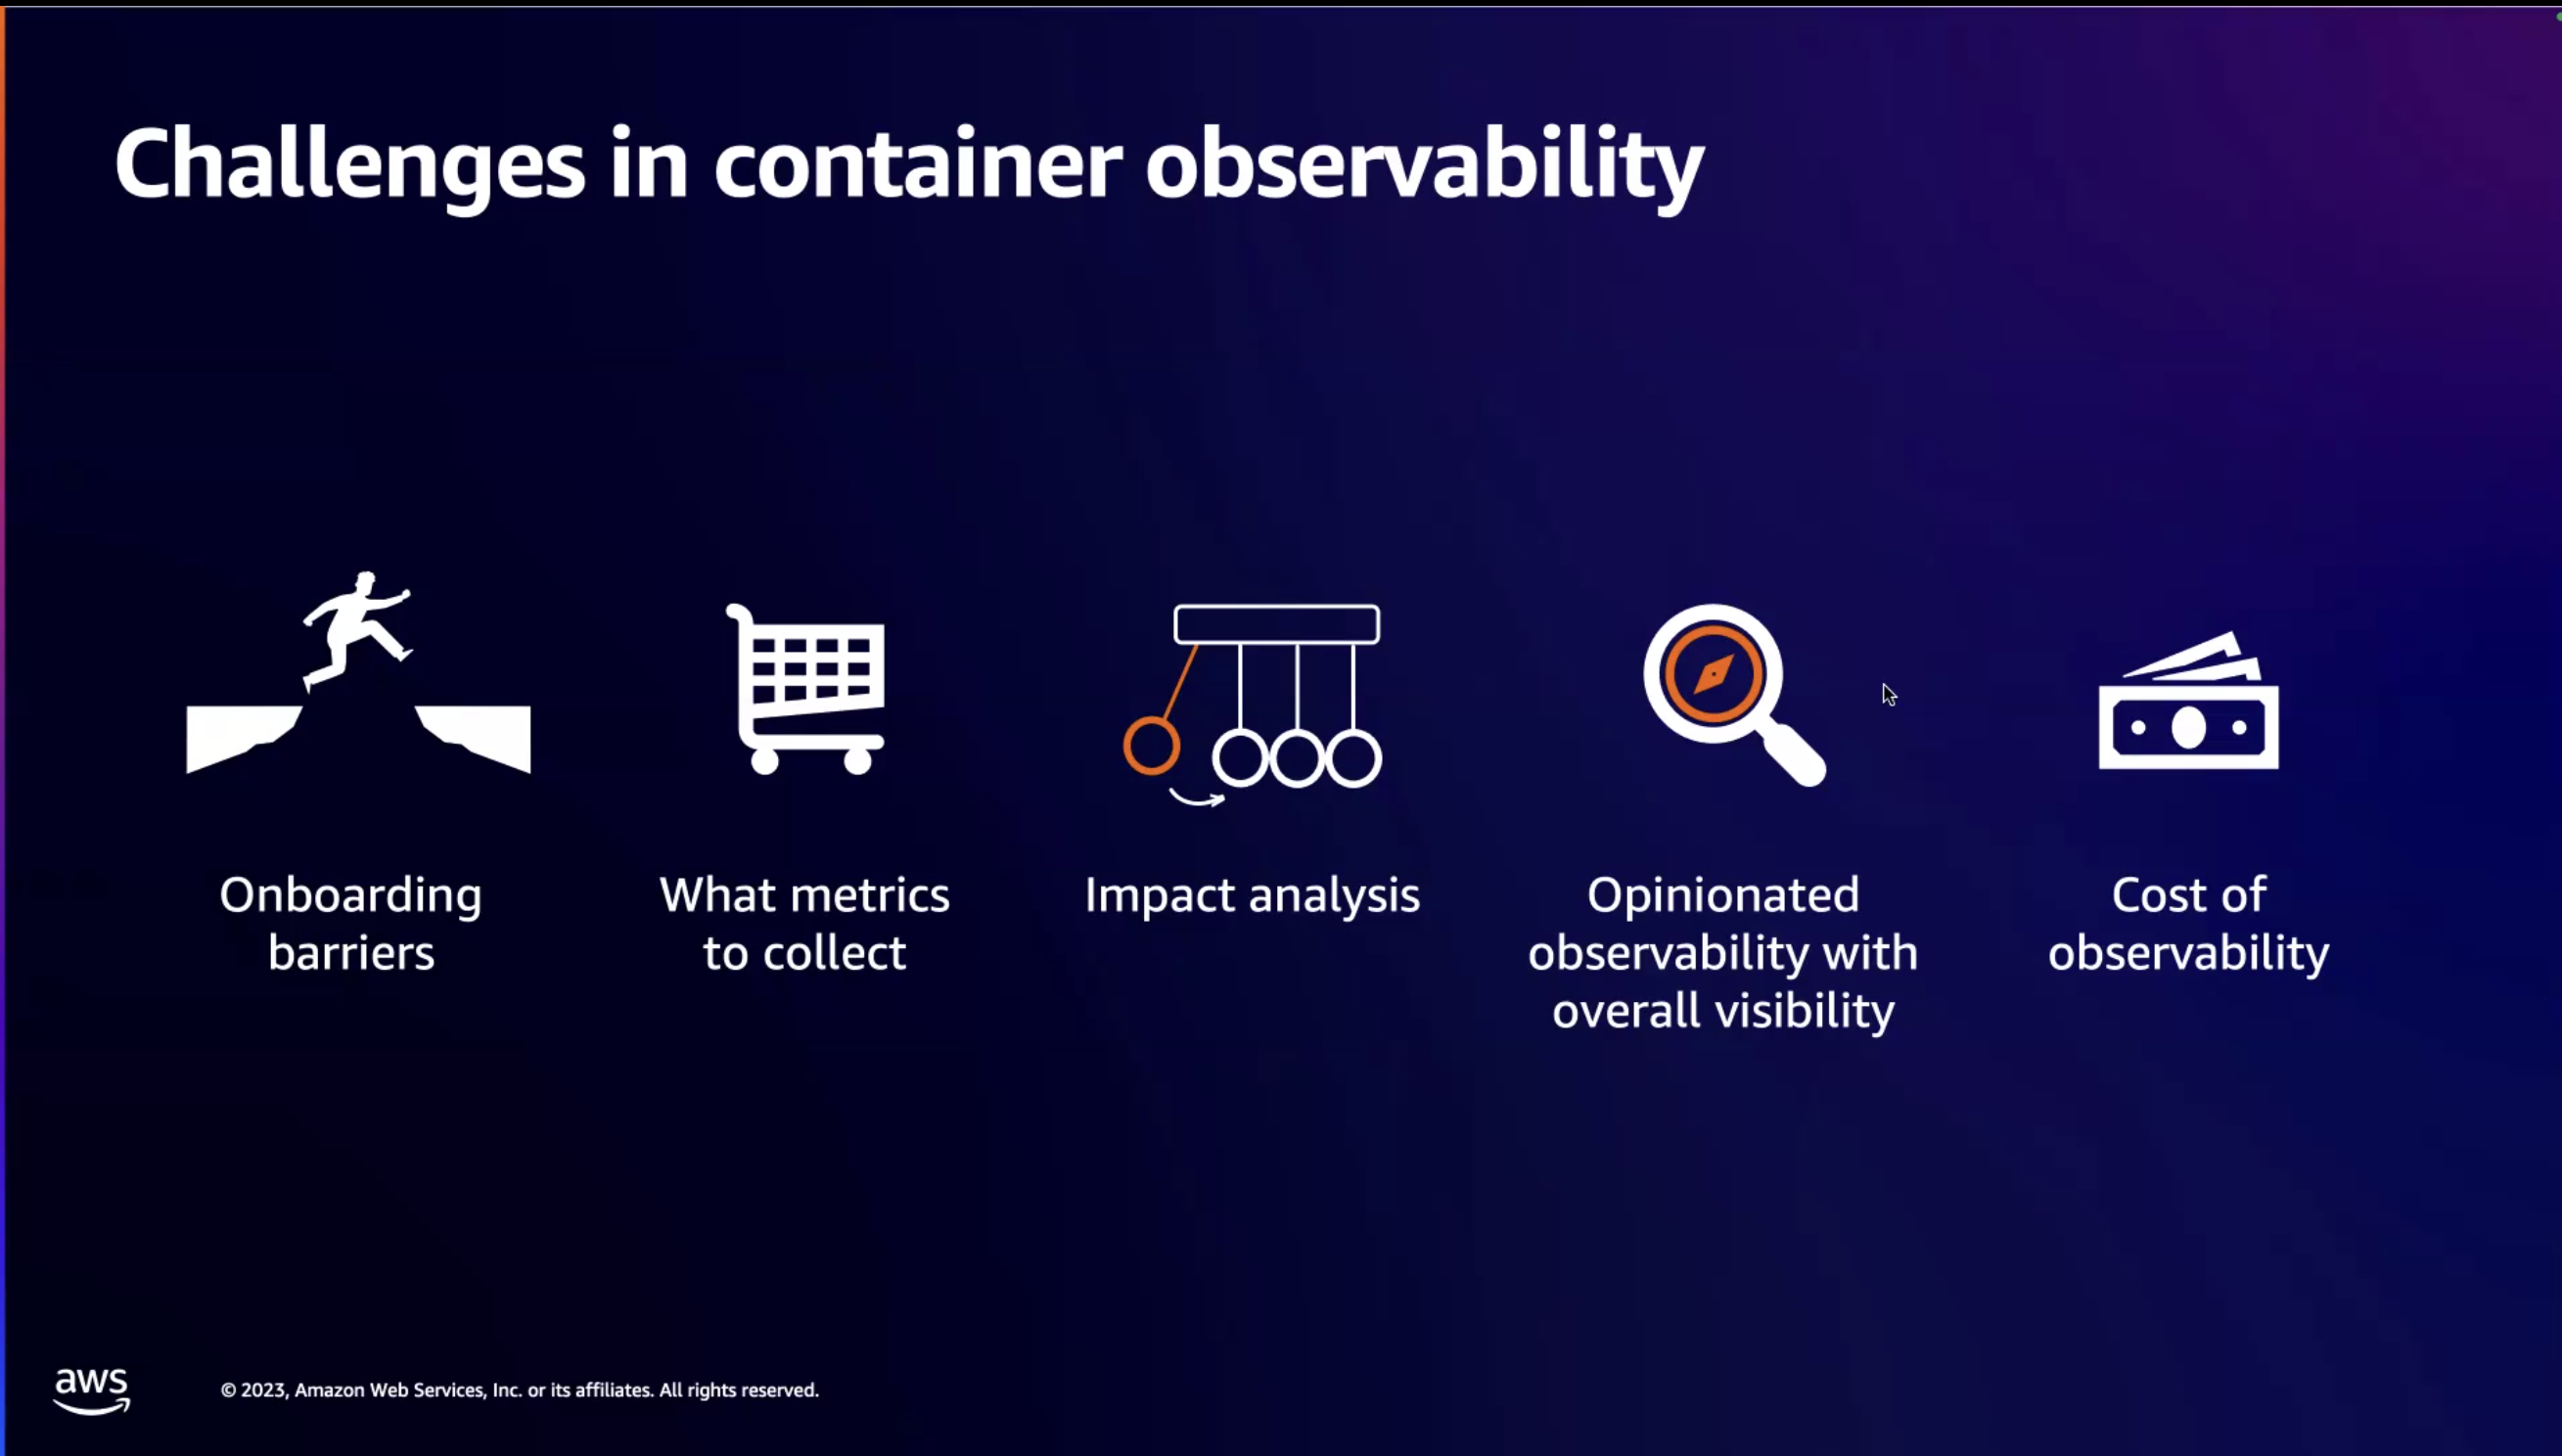 Challenges in container observability
Onboarding
barriers
What metrics
to collect
Impact analysis
Opinionated
observability with
overall visibility
Cost of
observability
aws
© 2023, Amazon Web Services, Inc. or its affiliates. All rights reserved.